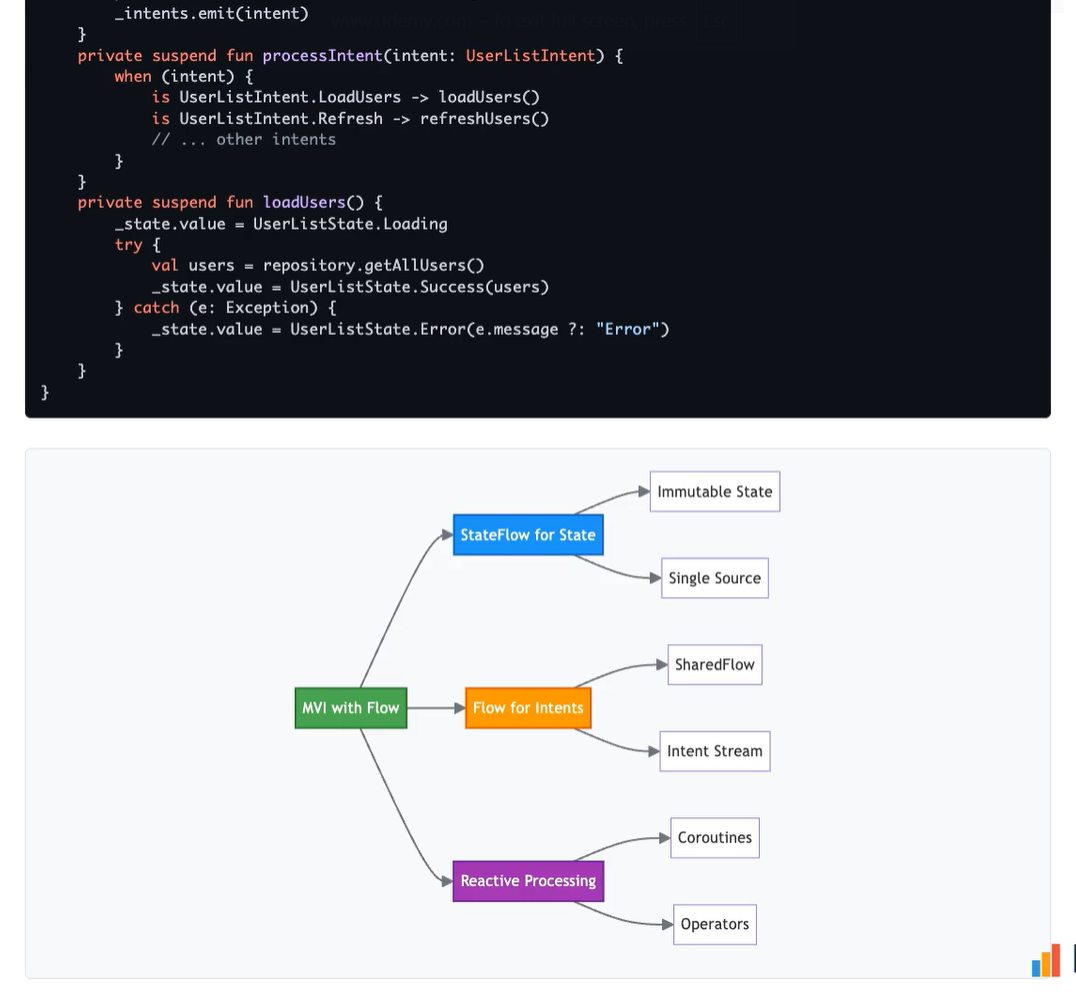 _intents.emit(intent)
}
private suspend fun processIntent(intent: UserListIntent) {
when (intent) {
is UserListIntent.LoadUsers -> loadUsers()
is UserListIntent.Refresh -> refreshUsers()
// ... other intents
}
}
private suspend fun loadUsers() {
_state.value = UserListState.Loading
try {
val users = repository.getAllUsers()
_state.value = UserListState.Success(users)
} catch (e: Exception) {
_state.value = UserListState.Error(e.message ?: "Error")
}
}
}
Immutable State
StateFlow for State
Single Source
SharedFlow
MVI with Flow
Flow for Intents
Intent Stream
Coroutines
Reactive Processing
Operators